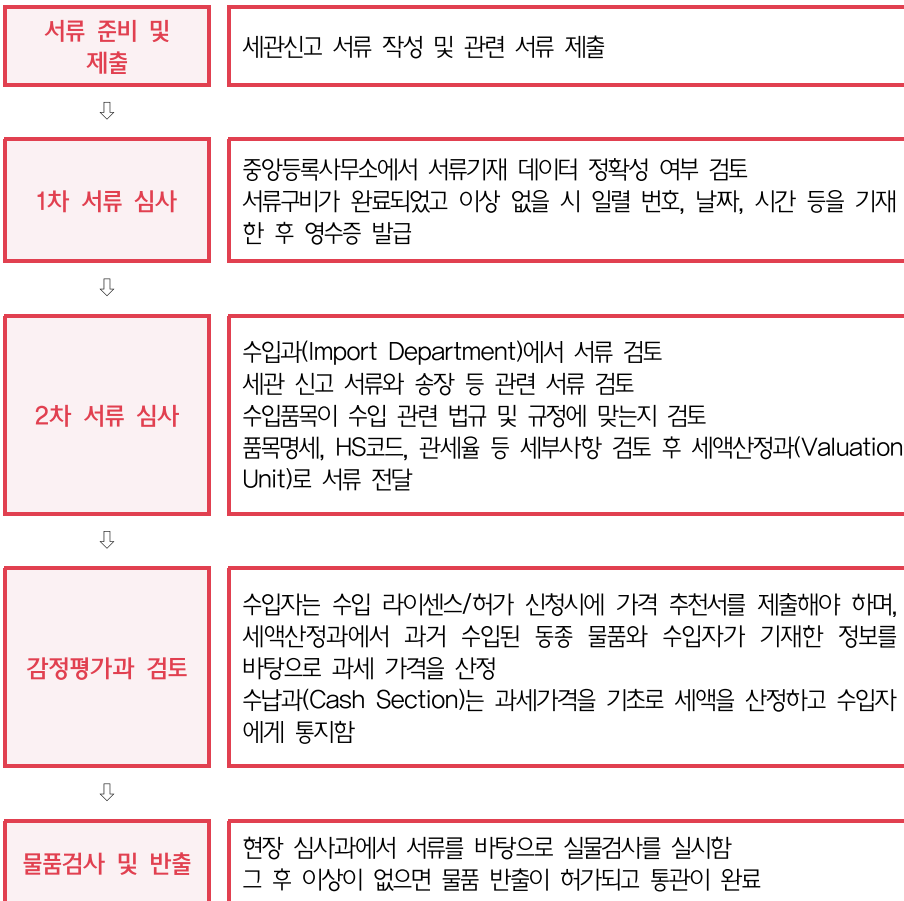 서류 준비 및
제출
세관신고 서류 작성 및 관련 서류 제출
⇩
1차 서류 심사
중앙등록사무소에서 서류기재 데이터 정확성 여부 검토
서류구비가 완료되었고 이상 없을 시 일렬 번호, 날짜, 시간 등을 기재
한 후 영수증 발급
⇩
2차 서류 심사
수입과(Import Department)에서 서류 검토
세관 신고 서류와 송장 등 관련 서류 검토
수입품목이 수입 관련 법규 및 규정에 맞는지 검토
품목명세, HS코드, 관세율 등 세부사항 검토 후 세액산정과(Valuation
Unit)로 서류 전달
⇩
감정평가과 검토
수입자는 수입 라이센스/허가 신청시에 가격 추천서를 제출해야 하며,
세액산정과에서 과거 수입된 동종 물품와 수입자가 기재한 정보를
바탕으로 과세 가격을 산정
수납과(Cash Section)는 과세가격을 기초로 세액을 산정하고 수입자
에게 통지함
⇩
물품검사 및 반출
현장 심사과에서 서류를 바탕으로 실물검사를 실시함
그 후 이상이 없으면 물품 반출이 허가되고 통관이 완료